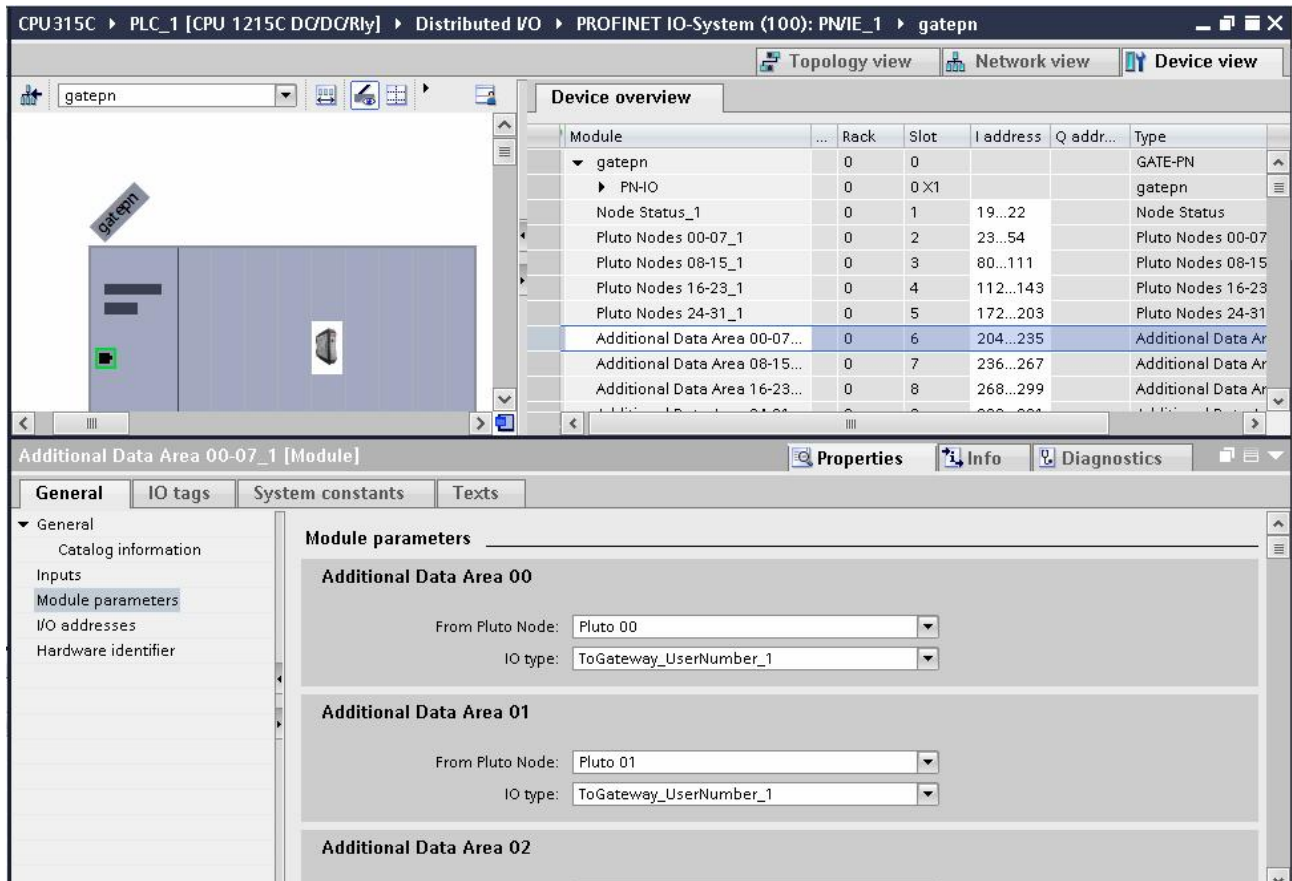 CPU315C ▸ PLC_1 [CPU 1215C DC/DC/Rly] ▸ Distributed I/O ▸ PROFINET IO-System (100): PN/IE_1 ▸ gatepn
Topology view Network view Device view
gatepn
Device overview
Module ... Rack Slot I address Q addr... Type
gatepn 0 0 GATE-PN
PN-IO 0 0 X1 gatepn
Node Status_1 0 1 19...22 Node Status
Pluto Nodes 00-07_1 0 2 23...54 Pluto Nodes 00-07
Pluto Nodes 08-15_1 0 3 80...111 Pluto Nodes 08-15
Pluto Nodes 16-23_1 0 4 112...143 Pluto Nodes 16-23
Pluto Nodes 24-31_1 0 5 172...203 Pluto Nodes 24-31
Additional Data Area 00-07... 0 6 204...235 Additional Data Ar
Additional Data Area 08-15... 0 7 236...267 Additional Data Ar
Additional Data Area 16-23... 0 8 268...299 Additional Data Ar
gatepn
Additional Data Area 00-07_1 [Module]
Properties Info Diagnostics
General IO tags System constants Texts
General
Catalog information
Inputs
Module parameters
I/O addresses
Hardware identifier
Module parameters
Additional Data Area 00
From Pluto Node: Pluto 00
IO type: ToGateway_UserNumber_1
Additional Data Area 01
From Pluto Node: Pluto 01
IO type: ToGateway_UserNumber_1
Additional Data Area 02